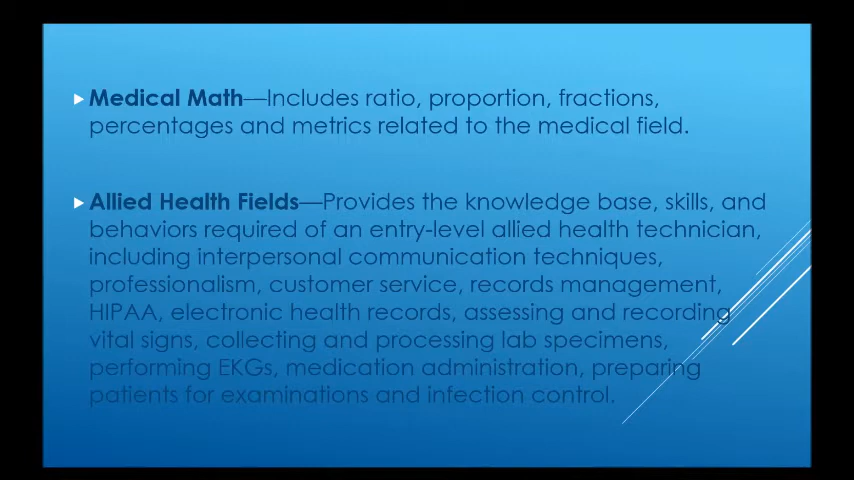 Medical Math—Includes ratio, proportion, fractions,
percentages and metrics related to the medical field.
Allied Health Fields—Provides the knowledge base, skills, and
behaviors required of an entry-level allied health technician,
including interpersonal communication techniques,
professionalism, customer service, records management,
HIPAA, electronic health records, assessing and recording
vital signs, collecting and processing lab specimens,
performing EKGs, medication administration, preparing
patients for examinations and infection control.